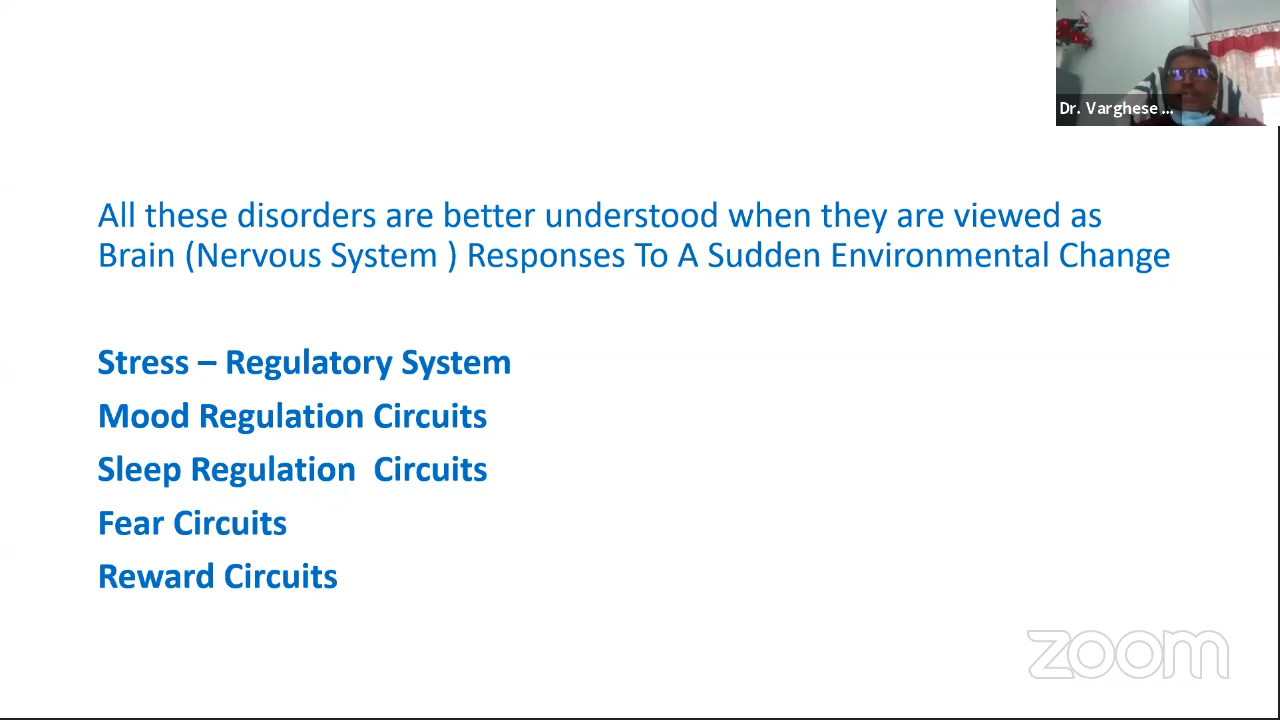 Dr. Varghese ...
All these disorders are better understood when they are viewed as
Brain (Nervous System ) Responses To A Sudden Environmental Change
Stress – Regulatory System
Mood Regulation Circuits
Sleep Regulation  Circuits
Fear Circuits
Reward Circuits
zoom